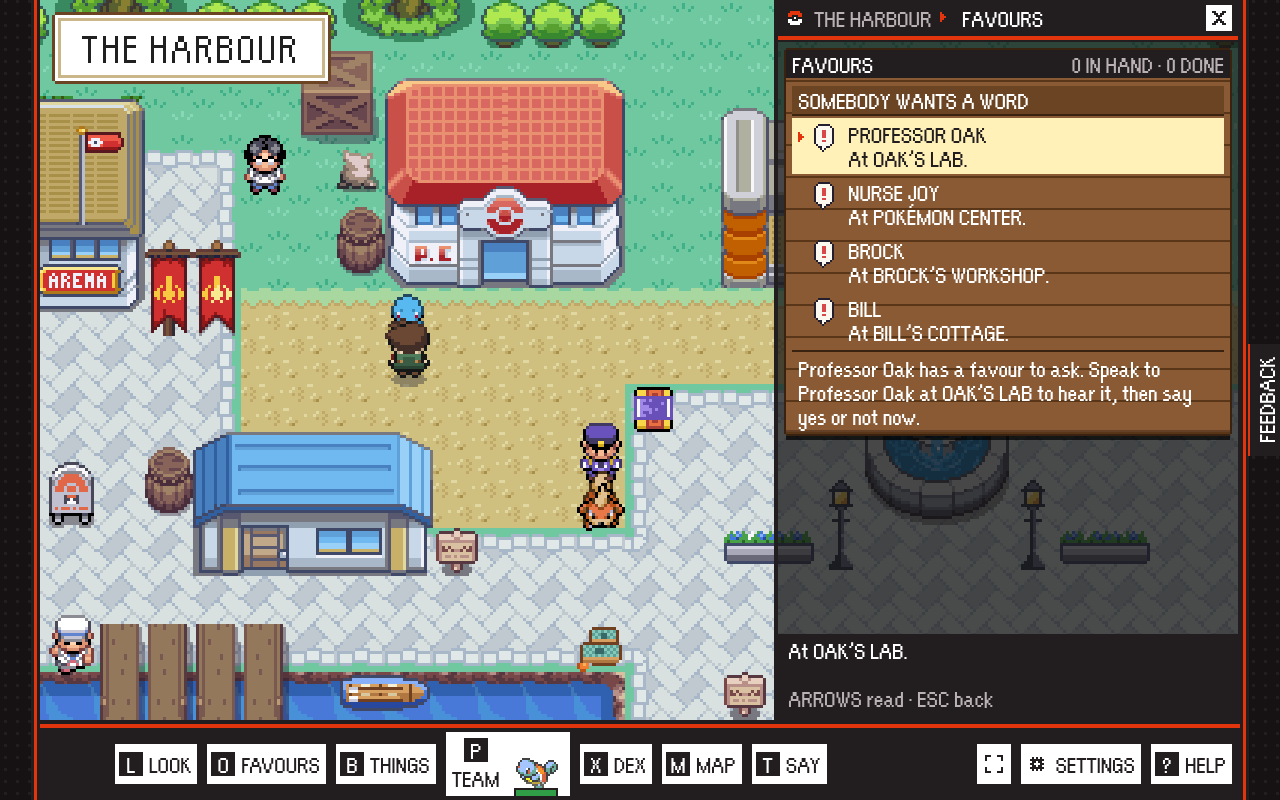 THE HARBOUR
THE HARBOUR FAVOURS X
FAVOURS 0 IN HAND · 0 DONE
SOMEBODY WANTS A WORD
PROFESSOR OAK
At OAK'S LAB.
NURSE JOY
At POKÉMON CENTER.
BROCK
At BROCK'S WORKSHOP.
BILL
At BILL'S COTTAGE.
Professor Oak has a favour to ask. Speak to
Professor Oak at OAK'S LAB to hear it, then say
yes or not now.
P.C
ARENA
FEEDBACK
At OAK'S LAB.
ARROWS read · ESC back
L LOOK
O FAVOURS
B THINGS
P TEAM
X DEX
M MAP
T SAY
SETTINGS
? HELP